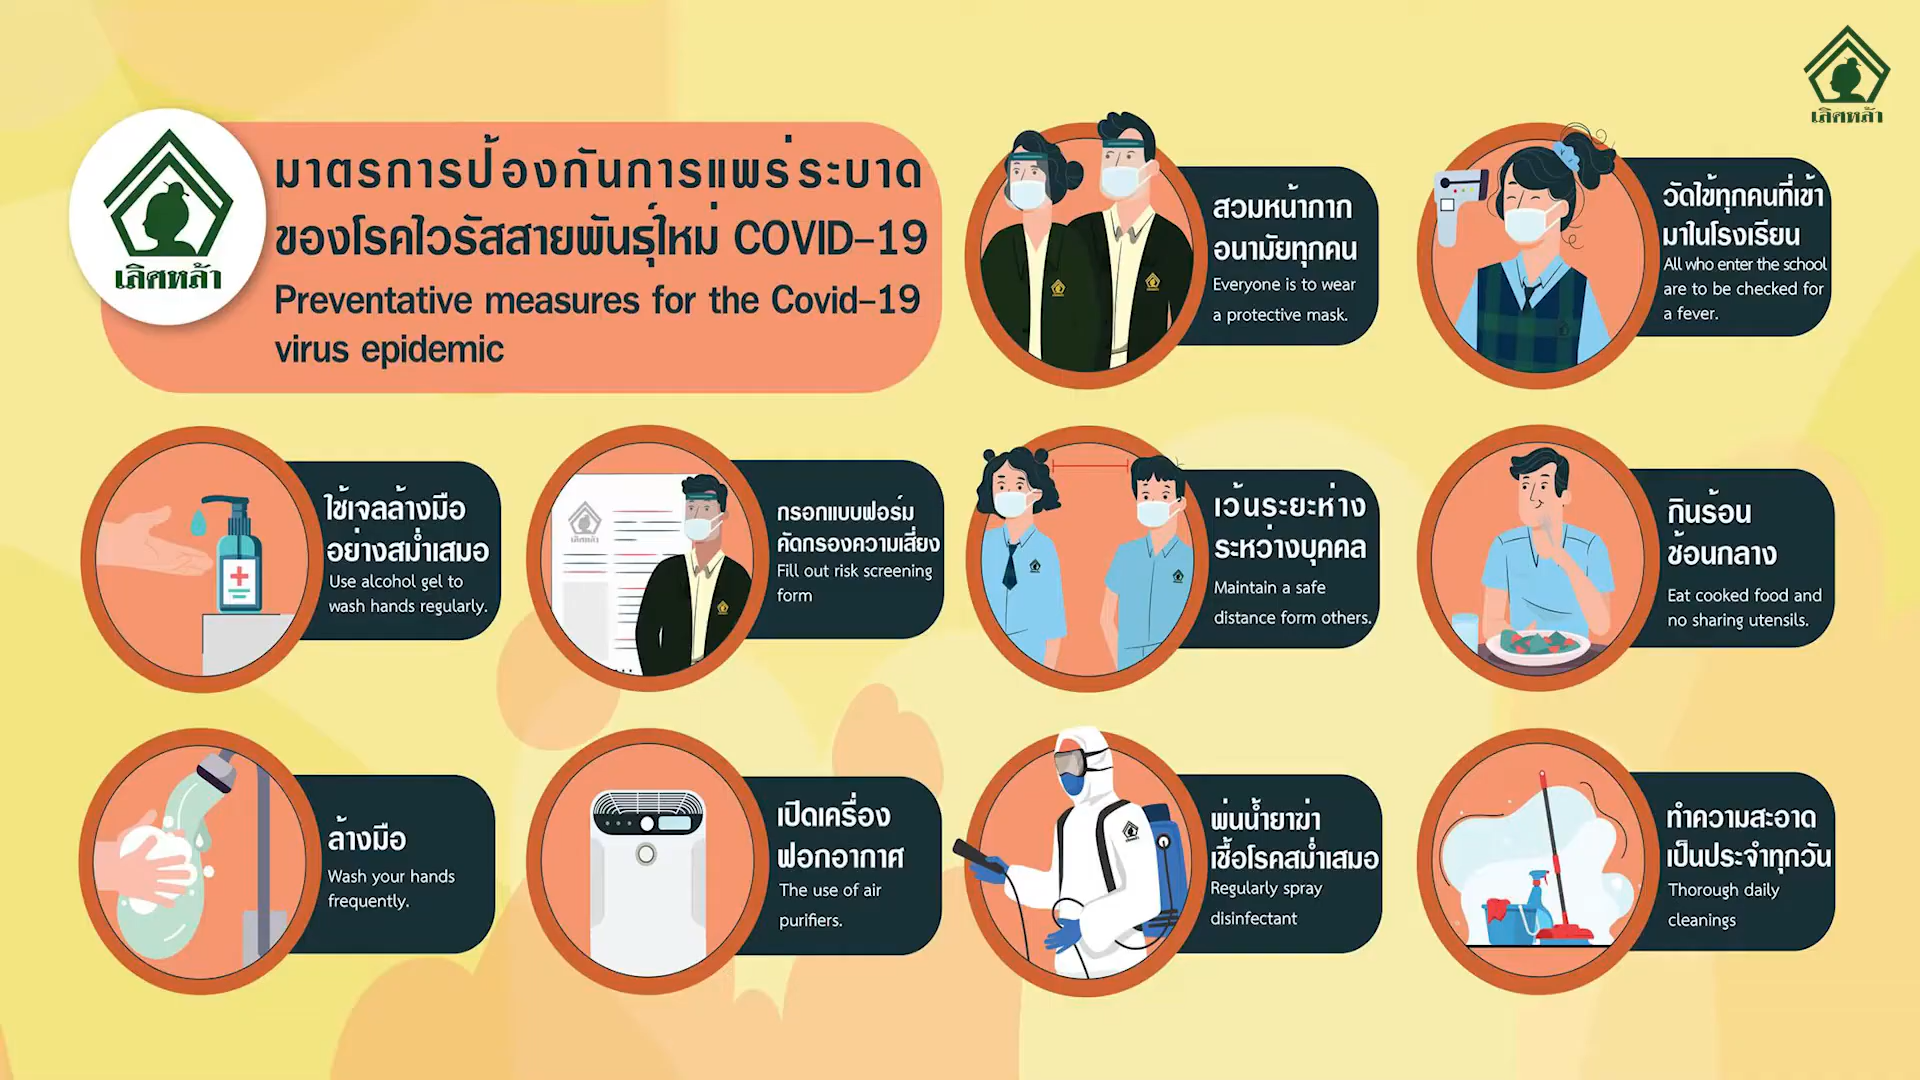 เลิศหล้า
เลิศหล้า
มาตรการป้องกันการแพร่ระบาด
ของโรคไวรัสสายพันธุ์ใหม่ COVID-19
Preventative measures for the Covid-19
virus epidemic
สวมหน้ากาก
อนามัยทุกคน
Everyone is to wear
a protective mask.
วัดไข้ทุกคนที่เข้า
มาในโรงเรียน
All who enter the school
are to be checked for
a fever.
ใช้เจลล้างมือ
อย่างสม่ำเสมอ
Use alcohol gel to
wash hands regularly.
เลิศหล้า
กรอกแบบฟอร์ม
คัดกรองความเสี่ยง
Fill out risk screening
form
เว้นระยะห่าง
ระหว่างบุคคล
Maintain a safe
distance form others.
กินร้อน
ช้อนกลาง
Eat cooked food and
no sharing utensils.
ล้างมือ
Wash your hands
frequently.
เปิดเครื่อง
ฟอกอากาศ
The use of air
purifiers.
พ่นน้ำยาฆ่า
เชื้อโรคสม่ำเสมอ
Regularly spray
disinfectant
ทำความสะอาด
เป็นประจำทุกวัน
Thorough daily
cleanings